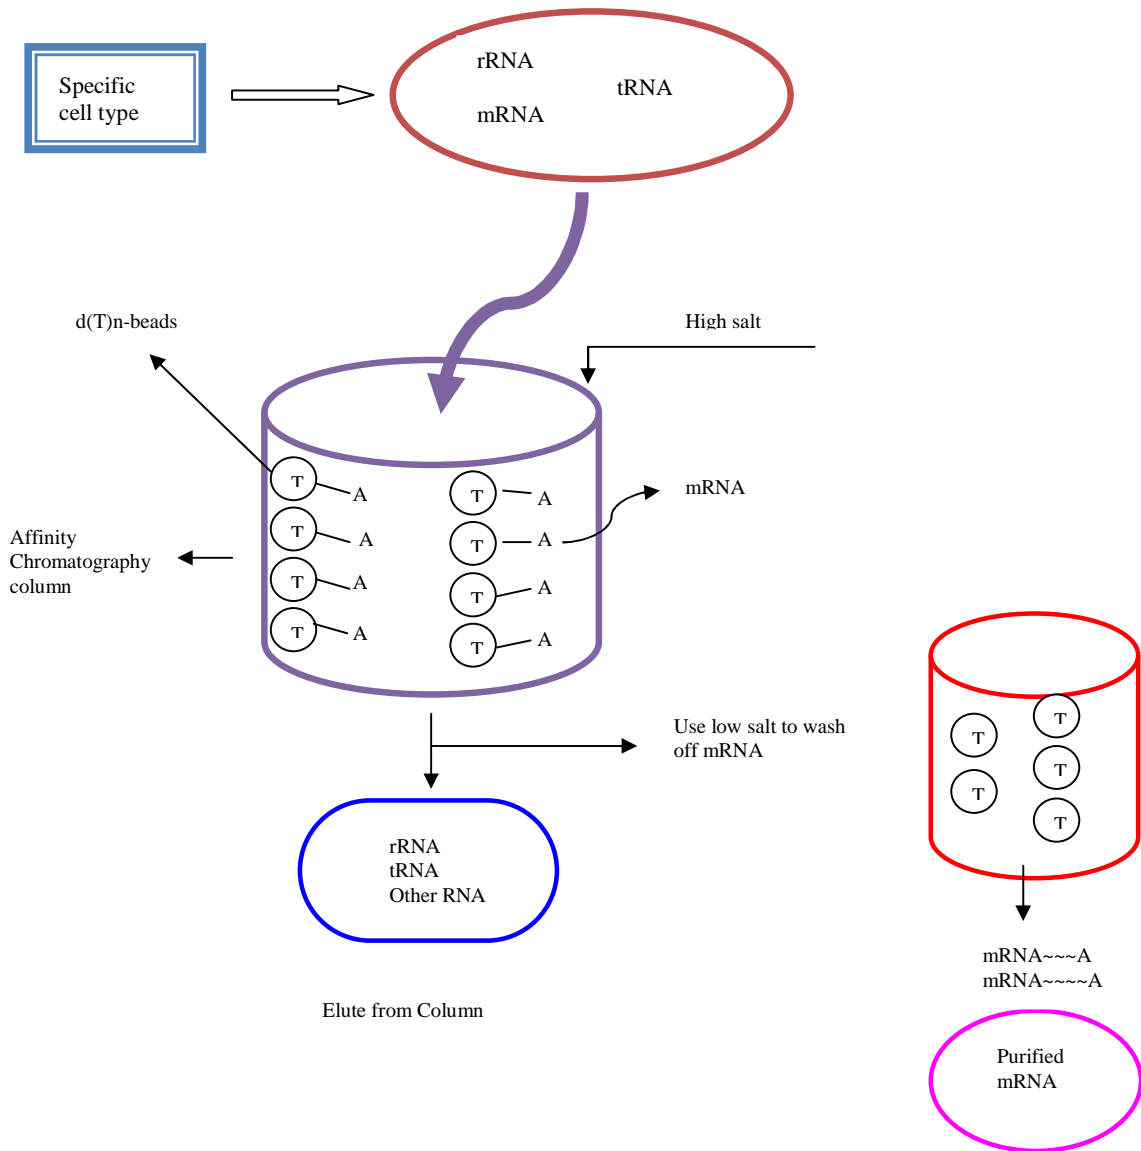 Specific
cell type
rRNA
tRNA
mRNA
d(T)n-beads
High salt
T
A
T
A
T
A
T
A
T
A
T
A
T
A
T
A
mRNA
Affinity
Chromatography
column
Use low salt to wash
off mRNA
T
T
T
T
T
rRNA
tRNA
Other RNA
Elute from Column
mRNA~~~A
mRNA~~~~A
Purified
mRNA